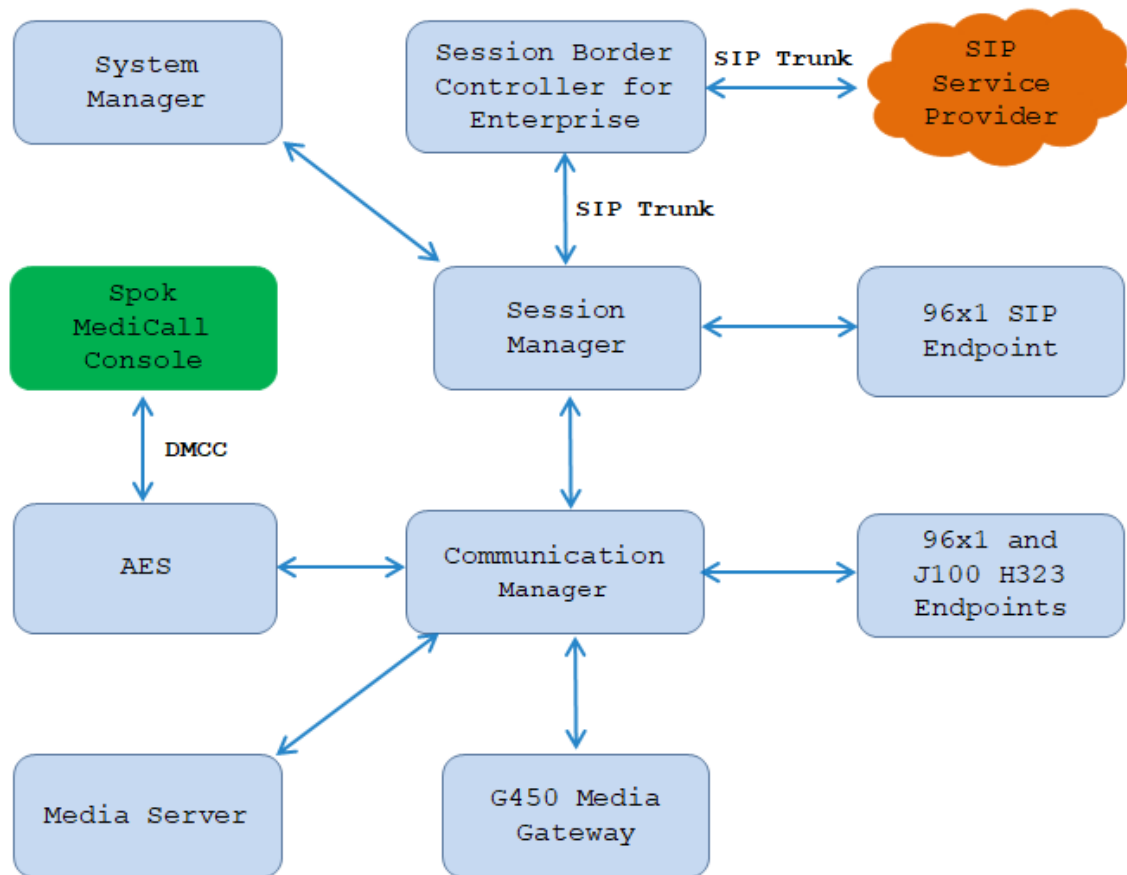 System
Manager
Session Border
Controller for
Enterprise
SIP Trunk
SIP
Service
Provider
SIP Trunk
Spok
MediCall
Console
Session
Manager
96x1 SIP
Endpoint
DMCC
AES
Communication
Manager
96x1 and
J100 H323
Endpoints
Media Server
G450 Media
Gateway